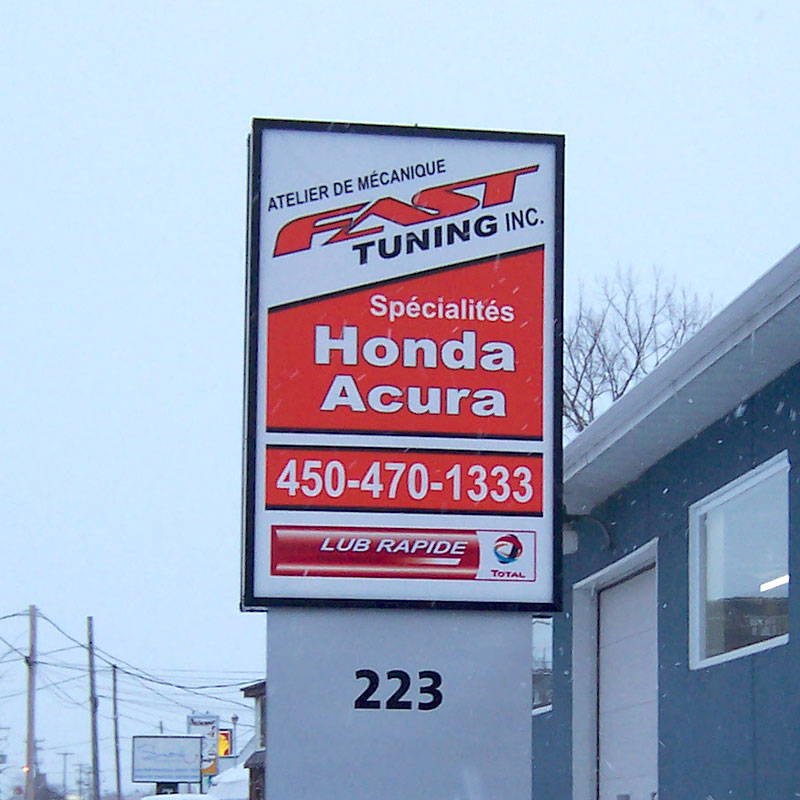 ATELIER DE MÉCANIQUE
FAST
TUNING INC.
Spécialités
Honda
Acura
450-470-1333
LUB RAPIDE
TOTAL
223